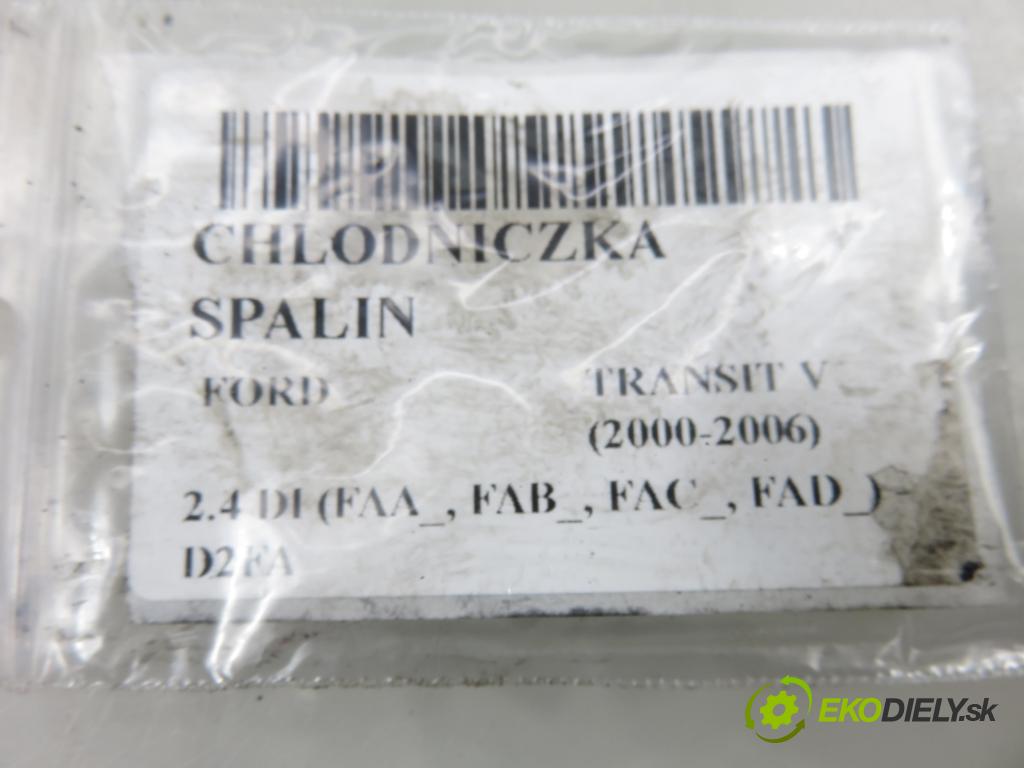 CHLODNICZKA
SPALIN
FORD TRANSIT V
(2000-2006)
2.4 DI (FAA_, FAB_, FAC_, FAD_)
D2FA
EKODIELY.sk